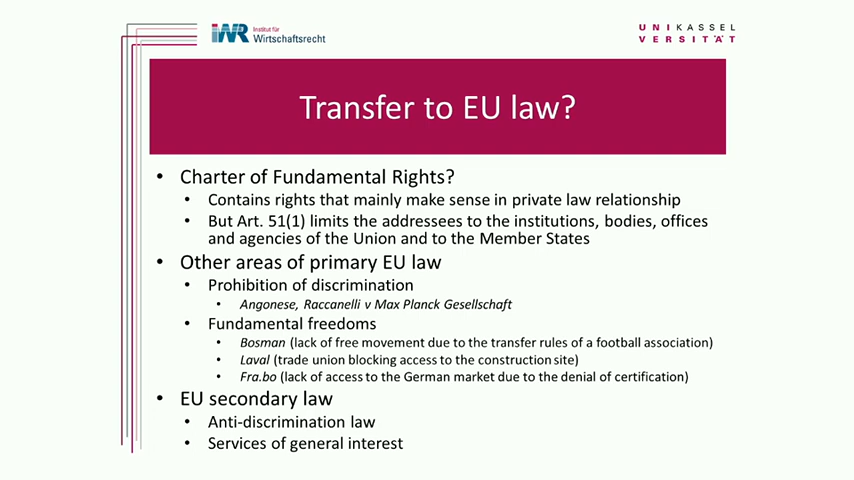 IWR Institut für
Wirtschaftsrecht
UNIKASSEL
VERSITÄT
Transfer to EU law?
• Charter of Fundamental Rights?
• Contains rights that mainly make sense in private law relationship
• But Art. 51(1) limits the addressees to the institutions, bodies, offices
and agencies of the Union and to the Member States
• Other areas of primary EU law
• Prohibition of discrimination
• Angonese, Raccanelli v Max Planck Gesellschaft
• Fundamental freedoms
• Bosman (lack of free movement due to the transfer rules of a football association)
• Laval (trade union blocking access to the construction site)
• Fra.bo (lack of access to the German market due to the denial of certification)
• EU secondary law
• Anti-discrimination law
• Services of general interest